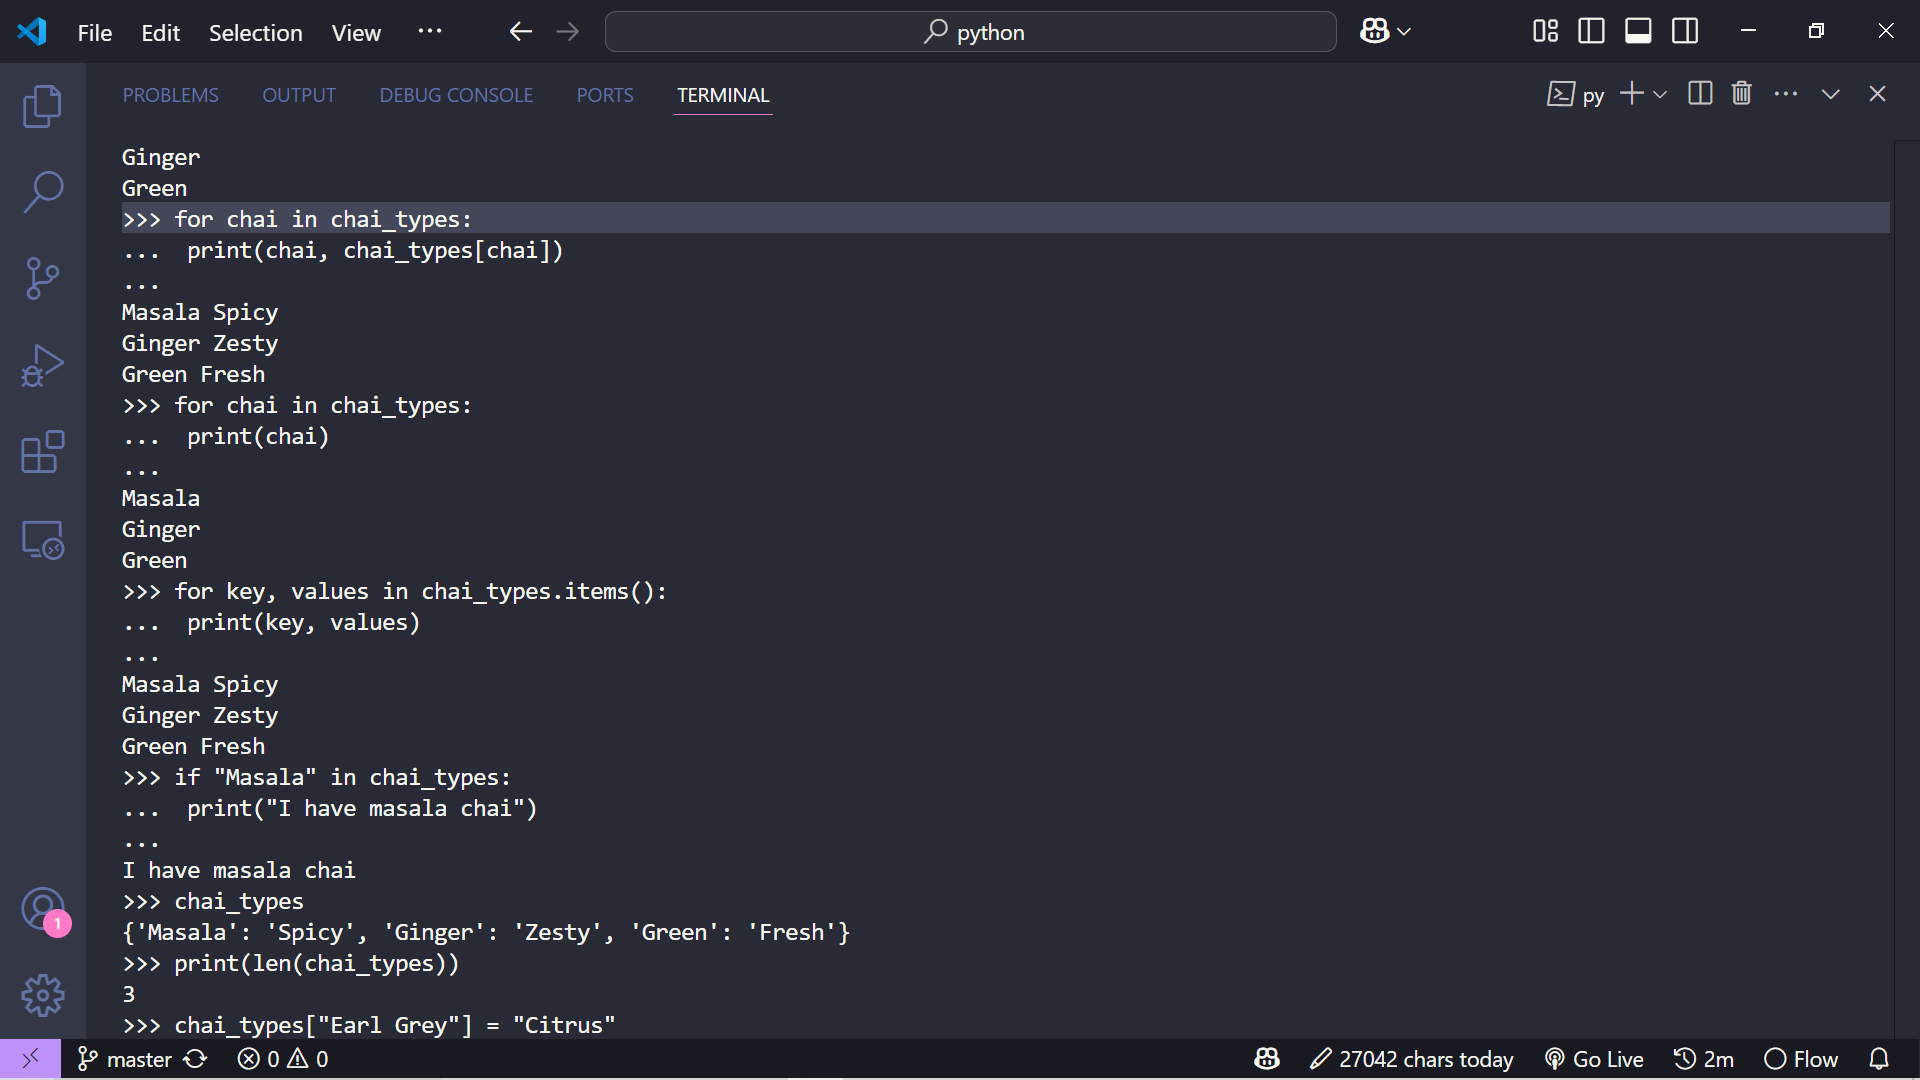 File Edit Selection View ... python
PROBLEMS OUTPUT DEBUG CONSOLE PORTS TERMINAL py
Ginger
Green
>>> for chai in chai_types:
...  print(chai, chai_types[chai])
...
Masala Spicy
Ginger Zesty
Green Fresh
>>> for chai in chai_types:
...  print(chai)
...
Masala
Ginger
Green
>>> for key, values in chai_types.items():
...  print(key, values)
...
Masala Spicy
Ginger Zesty
Green Fresh
>>> if "Masala" in chai_types:
...  print("I have masala chai")
...
I have masala chai
>>> chai_types
{'Masala': 'Spicy', 'Ginger': 'Zesty', 'Green': 'Fresh'}
>>> print(len(chai_types))
3
>>> chai_types["Earl Grey"] = "Citrus"
1
master 0 0 27042 chars today Go Live 2m Flow